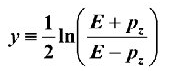 y ≡ 1/2 ln( (E + p_z) / (E − p_z) )